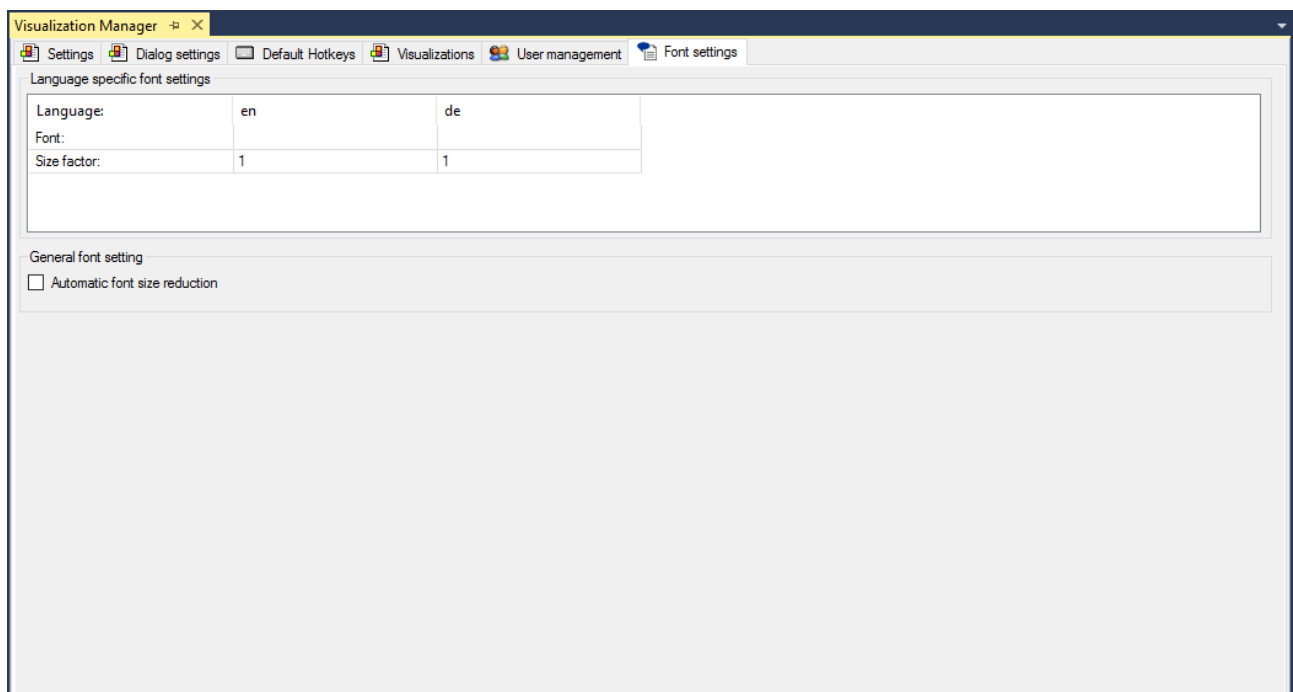 Visualization Manager
Settings Dialog settings Default Hotkeys Visualizations User management Font settings
Language specific font settings
Language: en de
Font:
Size factor: 1 1
General font setting
Automatic font size reduction